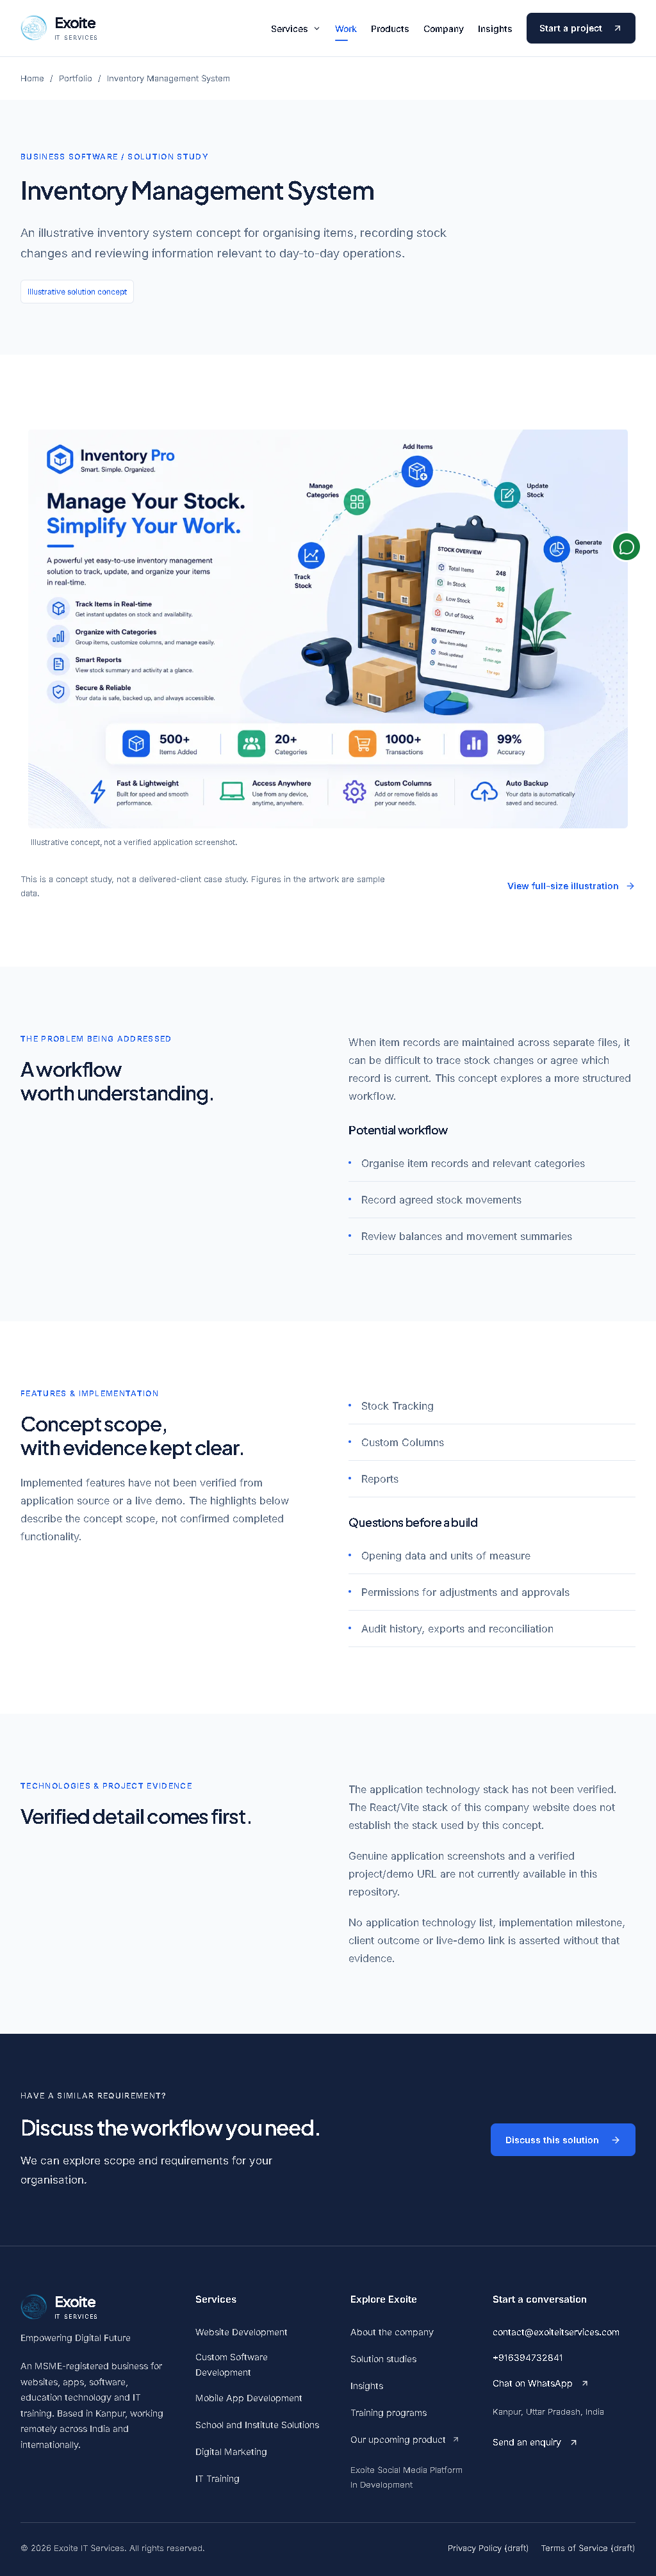 Exoite
IT SERVICES
Services
Work
Products
Company
Insights
Start a project
Home / Portfolio / Inventory Management System
BUSINESS SOFTWARE / SOLUTION STUDY
Inventory Management System
An illustrative inventory system concept for organising items, recording stock
changes and reviewing information relevant to day-to-day operations.
Illustrative solution concept
Inventory Pro
Smart. Simple. Organized.
Manage Your Stock.
Simplify Your Work.
A powerful yet easy-to-use inventory management
solution to track, update, and organize your items
in real-time.
Track Items in Real-time
Get instant updates on stock and availability.
Organize with Categories
Group items, customize columns, and manage easily.
Smart Reports
View stock summary and activity at a glance.
Secure & Reliable
Your data is safe, backed up, and always accessible.
Add Items
Manage
Categories
Update
Stock
Track
Stock
Generate
Reports
STOCK OVERVIEW
Total Items 248
In Stock 186
Low Stock 32
Out of Stock 30
RECENT ACTIVITY
New item added
Stock updated
Item issued
500+
Items Added
20+
Categories
1000+
Transactions
99%
Accuracy
Fast & Lightweight
Built for speed and smooth
performance.
Access Anywhere
Use from any device,
anytime, anywhere.
Custom Columns
Add or remove fields as
per your needs.
Auto Backup
Your data is automatically
saved and secured.
Illustrative concept, not a verified application screenshot.
This is a concept study, not a delivered-client case study. Figures in the artwork are sample
data.
View full-size illustration
THE PROBLEM BEING ADDRESSED
A workflow
worth understanding.
When item records are maintained across separate files, it
can be difficult to trace stock changes or agree which
record is current. This concept explores a more structured
workflow.
Potential workflow
Organise item records and relevant categories
Record agreed stock movements
Review balances and movement summaries
FEATURES & IMPLEMENTATION
Concept scope,
with evidence kept clear.
Implemented features have not been verified from
application source or a live demo. The highlights below
describe the concept scope, not confirmed completed
functionality.
Stock Tracking
Custom Columns
Reports
Questions before a build
Opening data and units of measure
Permissions for adjustments and approvals
Audit history, exports and reconciliation
TECHNOLOGIES & PROJECT EVIDENCE
Verified detail comes first.
The application technology stack has not been verified.
The React/Vite stack of this company website does not
establish the stack used by this concept.
Genuine application screenshots and a verified
project/demo URL are not currently available in this
repository.
No application technology list, implementation milestone,
client outcome or live-demo link is asserted without that
evidence.
HAVE A SIMILAR REQUIREMENT?
Discuss the workflow you need.
We can explore scope and requirements for your
organisation.
Discuss this solution
Exoite
IT SERVICES
Empowering Digital Future
An MSME-registered business for
websites, apps, software,
education technology and IT
training. Based in Kanpur, working
remotely across India and
internationally.
Services
Website Development
Custom Software
Development
Mobile App Development
School and Institute Solutions
Digital Marketing
IT Training
Explore Exoite
About the company
Solution studies
Insights
Training programs
Our upcoming product
Exoite Social Media Platform
In Development
Start a conversation
contact@exoiteitservices.com
+916394732841
Chat on WhatsApp
Kanpur, Uttar Pradesh, India
Send an enquiry
© 2026 Exoite IT Services. All rights reserved.
Privacy Policy (draft)
Terms of Service (draft)